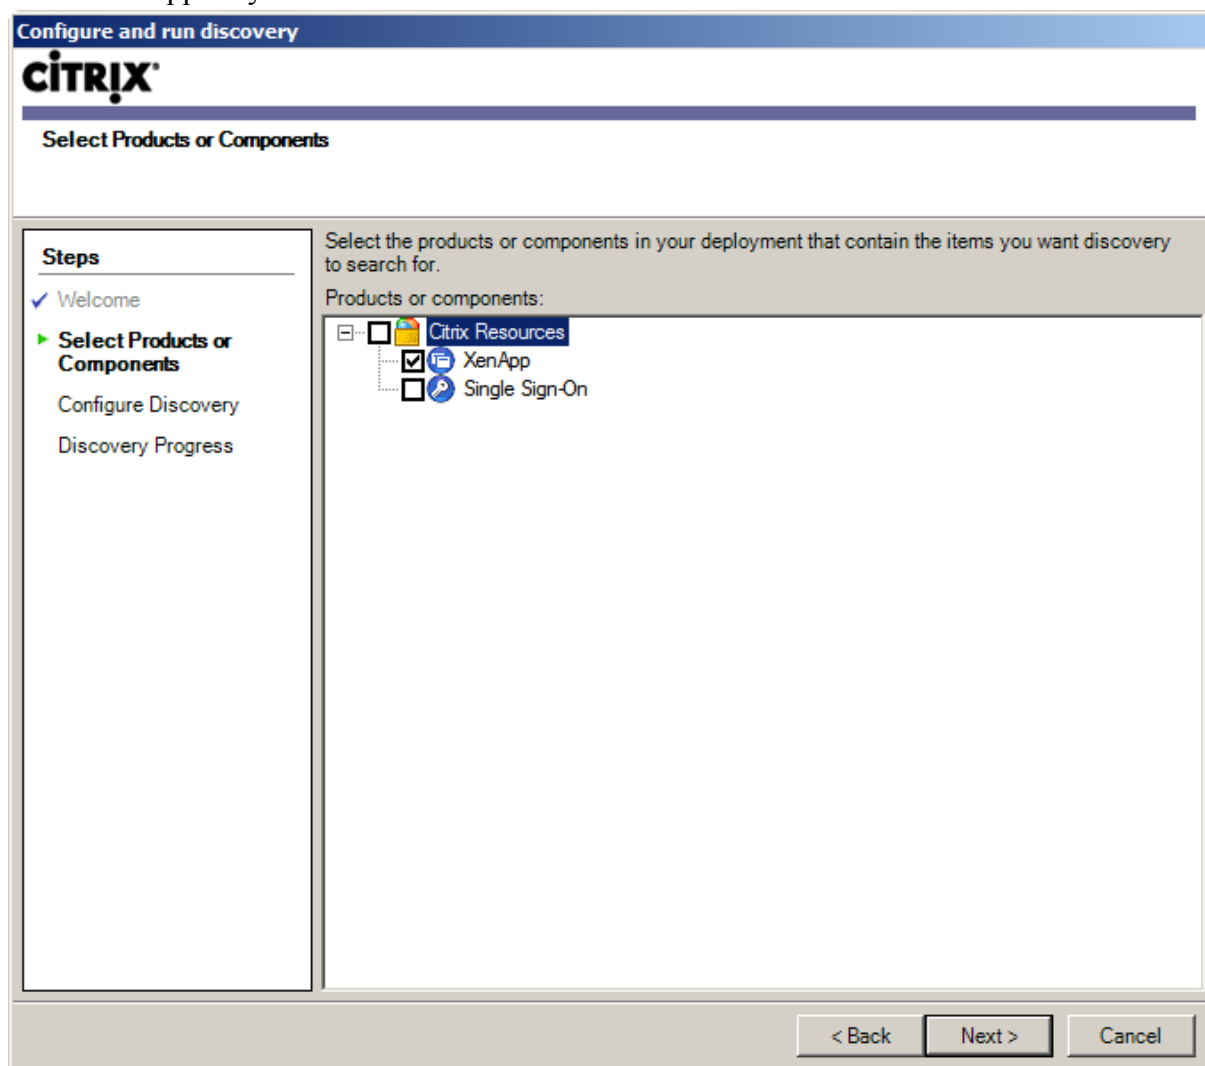 Configure and run discovery
CİTRIX
Select Products or Components
Steps
Welcome
Select Products or
Components
Configure Discovery
Discovery Progress
Select the products or components in your deployment that contain the items you want discovery
to search for.
Products or components:
Citrix Resources
XenApp
Single Sign-On
< Back
Next >
Cancel